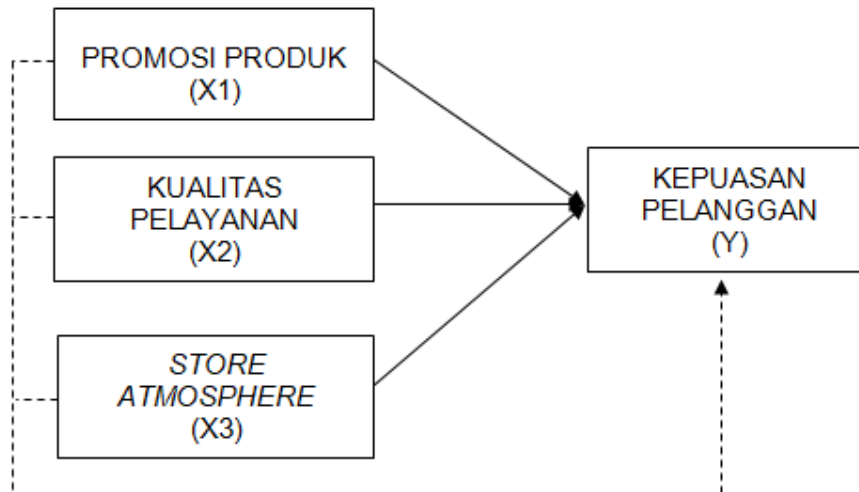 PROMOSI PRODUK
(X1)
KUALITAS
PELAYANAN
(X2)
STORE
ATMOSPHERE
(X3)
KEPUASAN
PELANGGAN
(Y)